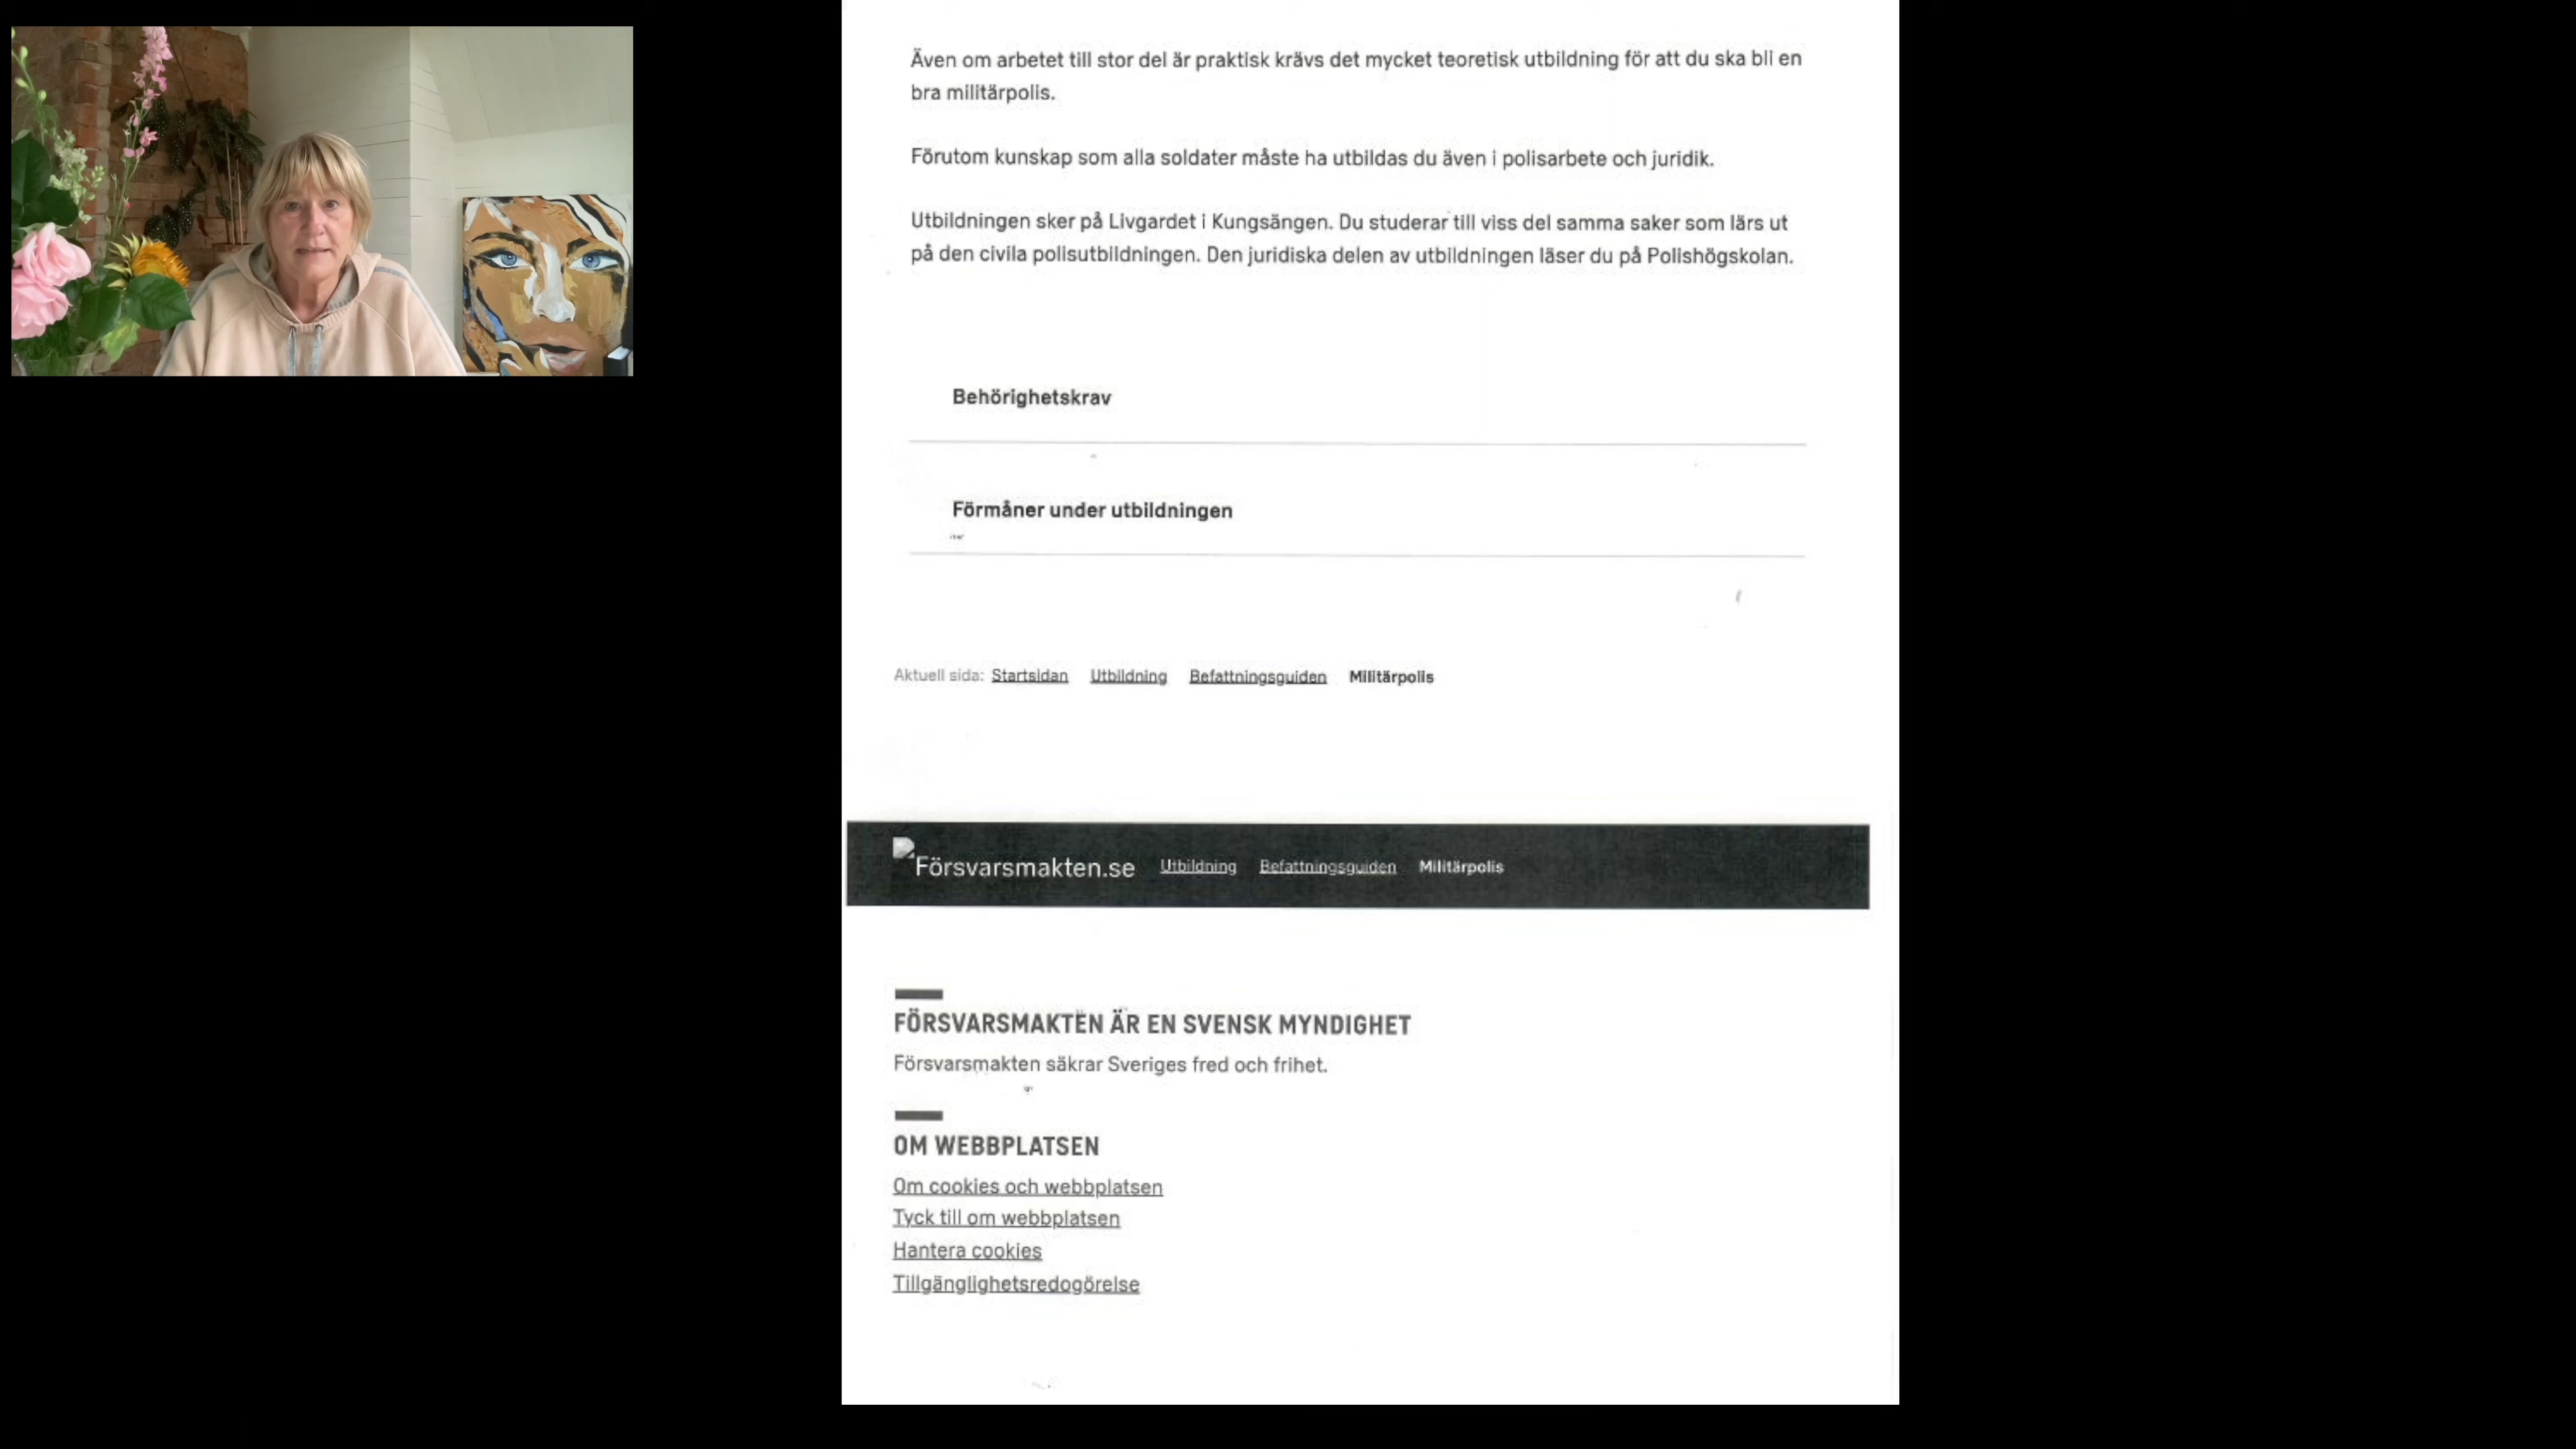 Även om arbetet till stor del är praktisk krävs det mycket teoretisk utbildning för att du ska bli en
bra militärpolis.
Förutom kunskap som alla soldater måste ha utbildas du även i polisarbete och juridik.
Utbildningen sker på Livgardet i Kungsängen. Du studerar till viss del samma saker som lärs ut
på den civila polisutbildningen. Den juridiska delen av utbildningen läser du på Polishögskolan.
Behörighetskrav
Förmåner under utbildningen
Aktuell sida: Startsidan Utbildning Befattningsguiden Militärpolis
Försvarsmakten.se Utbildning Befattningsguiden Militärpolis
FÖRSVARSMAKTEN ÄR EN SVENSK MYNDIGHET
Försvarsmakten säkrar Sveriges fred och frihet.
OM WEBBPLATSEN
Om cookies och webbplatsen
Tyck till om webbplatsen
Hantera cookies
Tillgänglighetsredogörelse